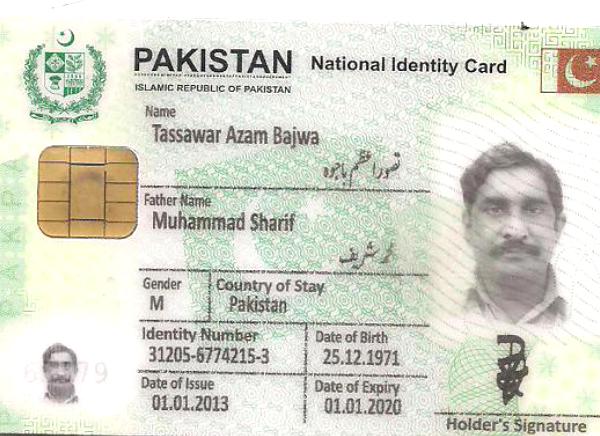 PAKISTAN National Identity Card
ISLAMIC REPUBLIC OF PAKISTAN
Name
Tassawar Azam Bajwa
تصور اعظم باجوہ
Father Name
Muhammad Sharif
محمد شریف
Gender Country of Stay
M Pakistan
Identity Number Date of Birth
31205-6774215-3 25.12.1971
Date of Issue Date of Expiry
01.01.2013 01.01.2020
Holder's Signature